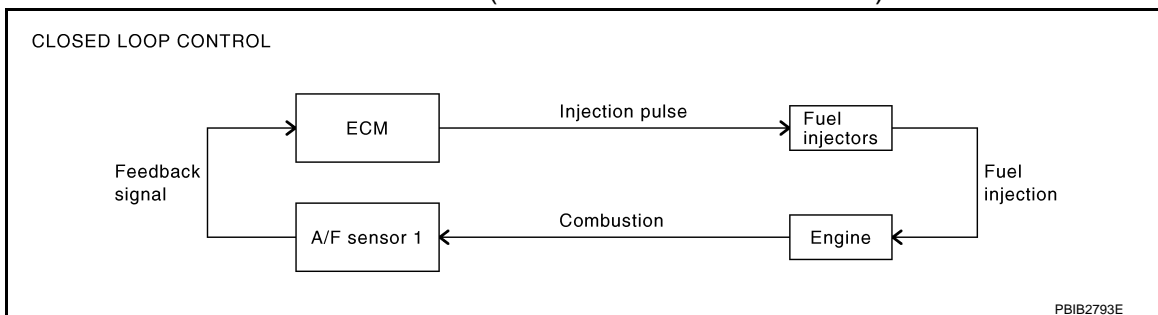 CLOSED LOOP CONTROL
ECM
Injection pulse
Fuel
injectors
Feedback
signal
Fuel
injection
A/F sensor 1
Combustion
Engine
PBIB2793E